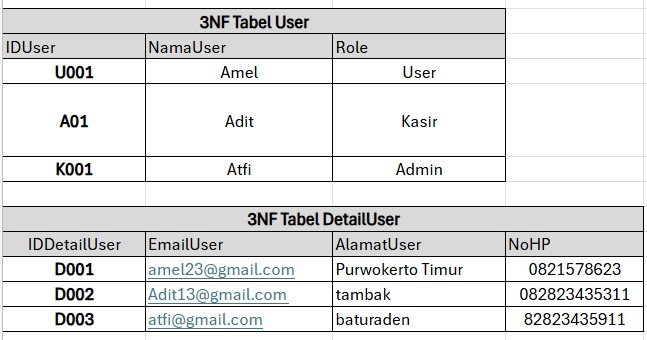 3NF Tabel User
IDUser NamaUser Role
U001 Amel User
A01 Adit Kasir
K001 Atfi Admin
3NF Tabel DetailUser
IDDetailUser EmailUser AlamatUser NoHP
D001 amel23@gmail.com Purwokerto Timur 0821578623
D002 Adit13@gmail.com tambak 082823435311
D003 atfi@gmail.com baturaden 82823435911